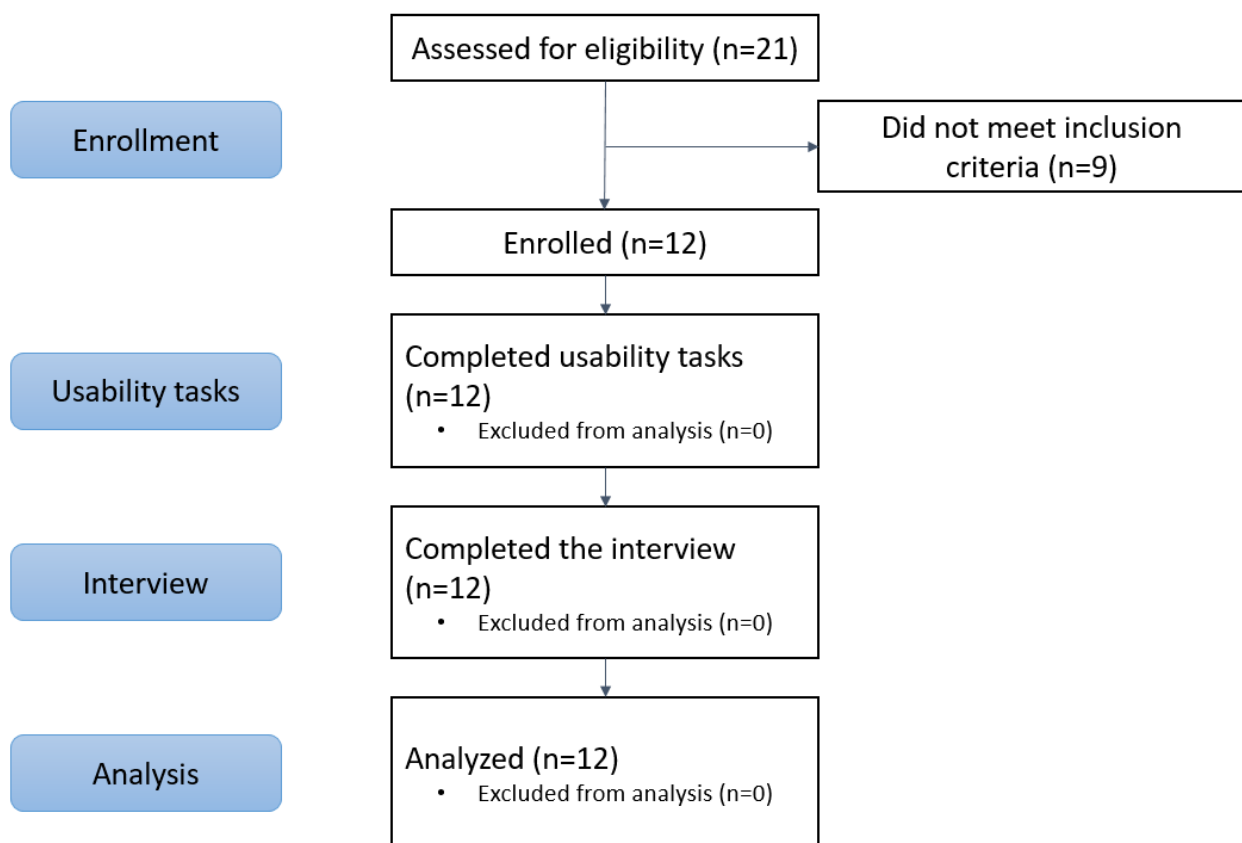 Assessed for eligibility (n=21)
Enrollment
Did not meet inclusion
criteria (n=9)
Enrolled (n=12)
Usability tasks
Completed usability tasks
(n=12)
• Excluded from analysis (n=0)
Interview
Completed the interview
(n=12)
• Excluded from analysis (n=0)
Analysis
Analyzed (n=12)
• Excluded from analysis (n=0)